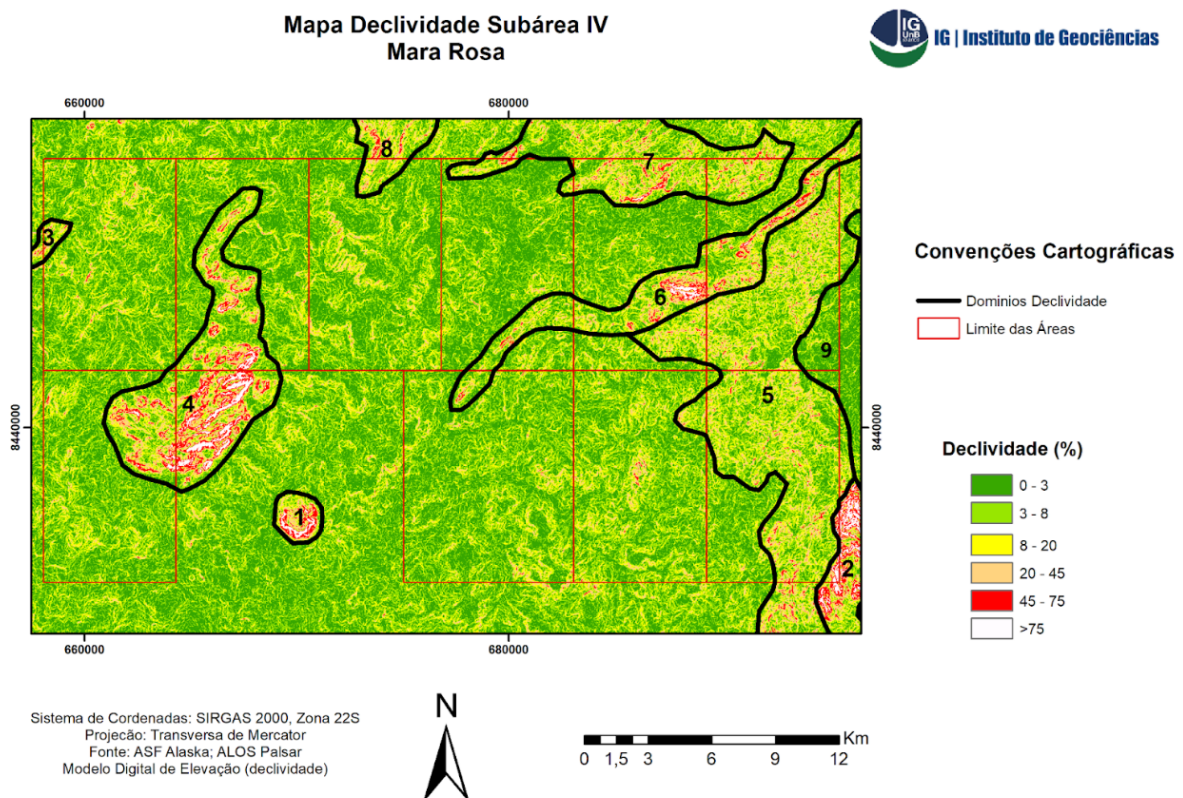 Mapa Declividade Subárea IV
Mara Rosa
IG
UnB
IG | Instituto de Geociências
660000
680000
8
7
3
6
9
4
5
8440000
8440000
1
2
660000
680000
Convenções Cartográficas
Dominios Declividade
Limite das Áreas
Declividade (%)
0 - 3
3 - 8
8 - 20
20 - 45
45 - 75
>75
Sistema de Cordenadas: SIRGAS 2000, Zona 22S
Projecão: Transversa de Mercator
Fonte: ASF Alaska; ALOS Palsar
Modelo Digital de Elevação (declividade)
N
Km
0 1,5 3 6 9 12